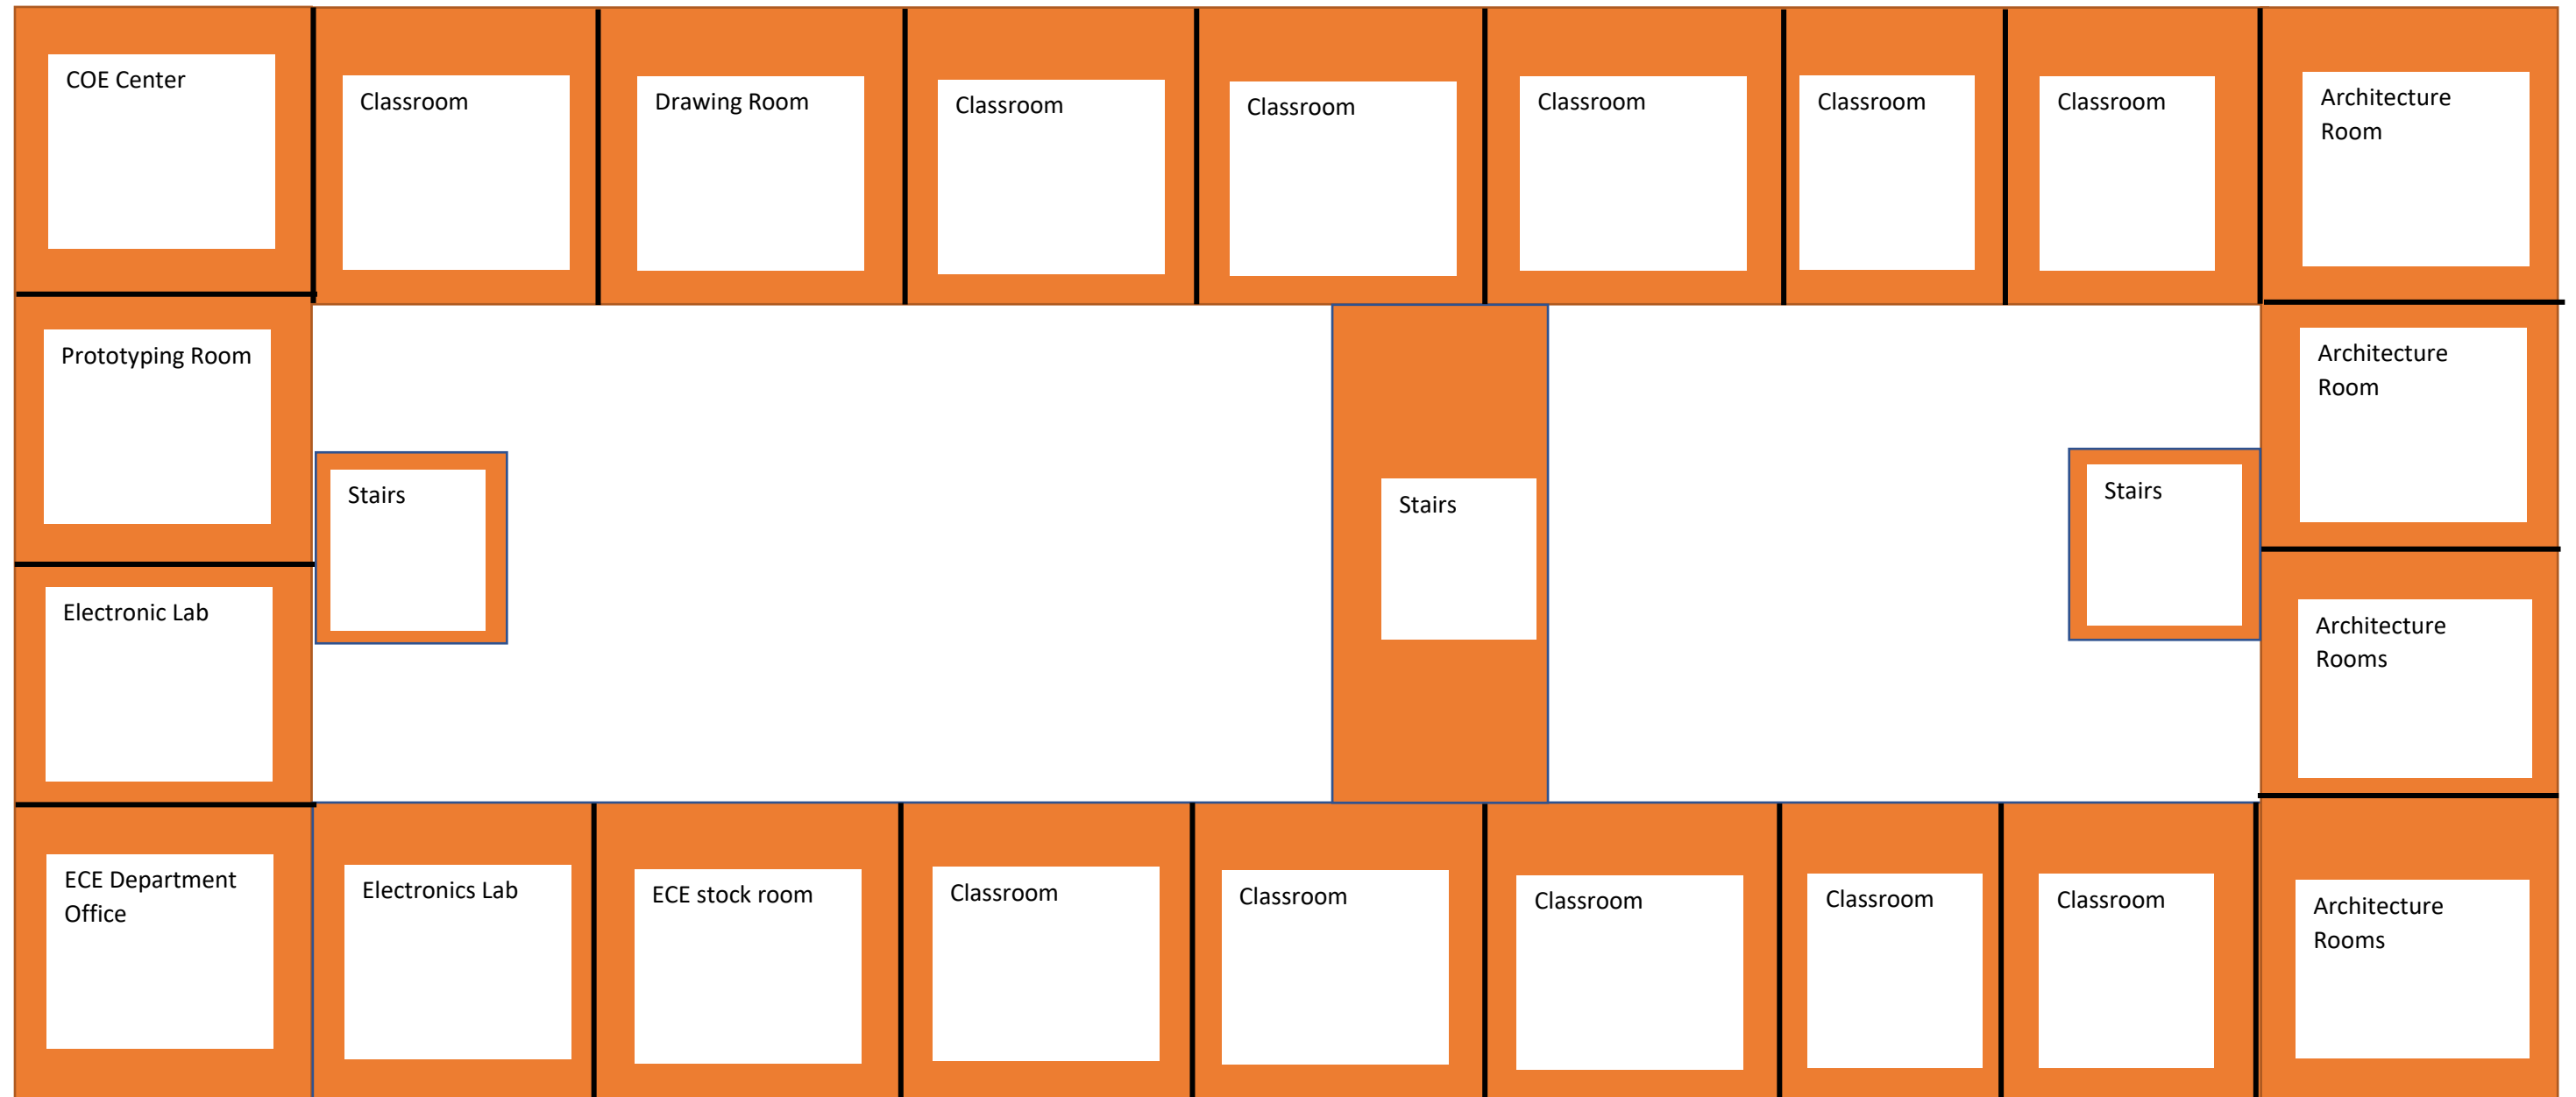 COE Center
Classroom
Drawing Room
Classroom
Classroom
Classroom
Classroom
Classroom
Architecture
Room
Prototyping Room
Architecture
Room
Stairs
Stairs
Stairs
Electronic Lab
Architecture
Rooms
ECE Department
Office
Electronics Lab
ECE stock room
Classroom
Classroom
Classroom
Classroom
Classroom
Architecture
Rooms